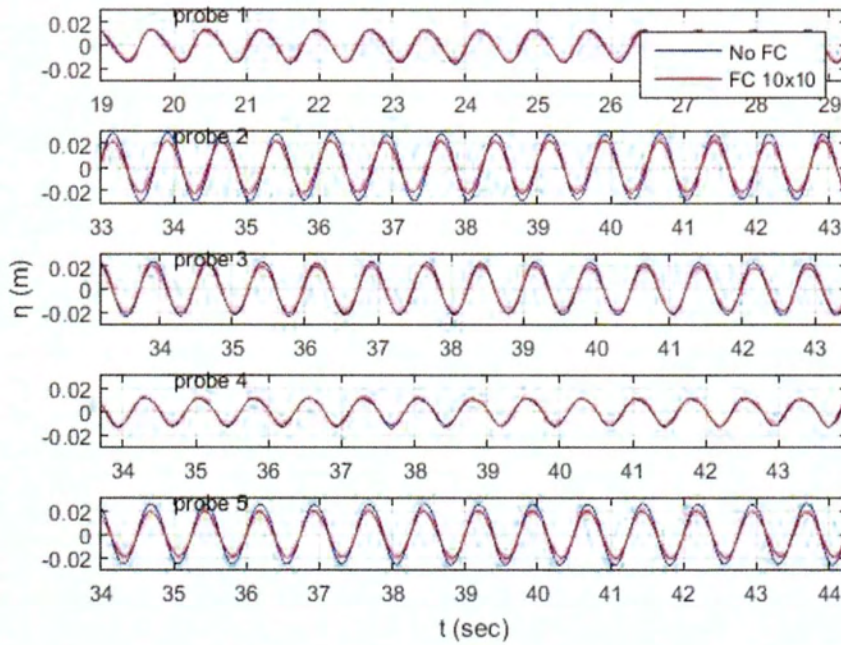 probe 1
0.02
0
-0.02
No FC
FC 10x10
19 20 21 22 23 24 25 26 27 28 29
probe 2
0.02
0
-0.02
33 34 35 36 37 38 39 40 41 42 43
probe 3
0.02
0
-0.02
34 35 36 37 38 39 40 41 42 43
η (m)
probe 4
0.02
0
-0.02
34 35 36 37 38 39 40 41 42 43
probe 5
0.02
0
-0.02
34 35 36 37 38 39 40 41 42 43 44
t (sec)